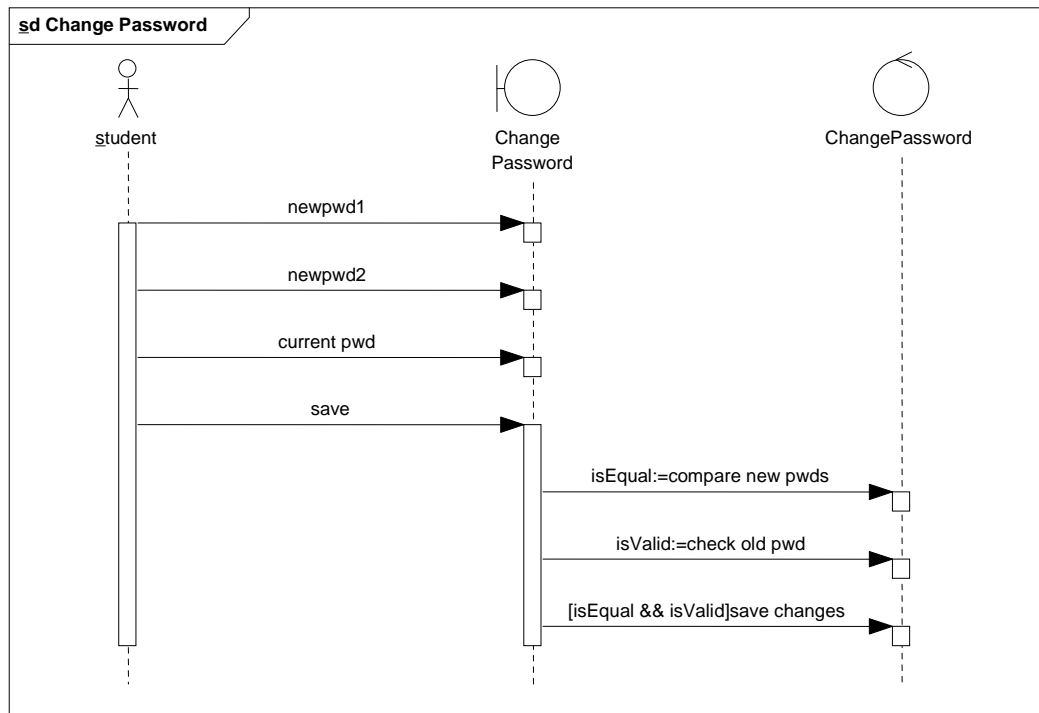 sd Change Password
student
Change
Password
ChangePassword
newpwd1
newpwd2
current pwd
save
isEqual:=compare new pwds
isValid:=check old pwd
[isEqual && isValid]save changes